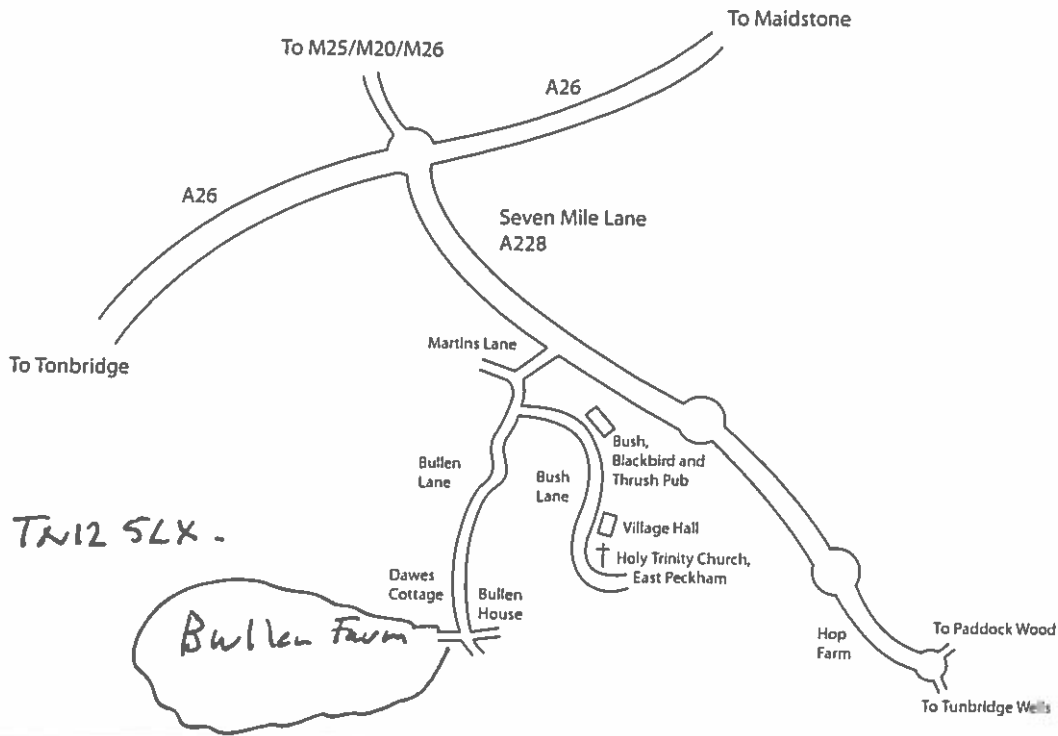 To Maidstone
To M25/M20/M26
A26
A26
Seven Mile Lane
A228
To Tonbridge
Martins Lane
Bush,
Blackbird and
Thrush Pub
Bullen
Lane
Bush
Lane
TN12 5LX.
Village Hall
Holy Trinity Church,
East Peckham
Dawes
Cottage
Bullen
House
Bullen Farm
Hop
Farm
To Paddock Wood
To Tunbridge Wells